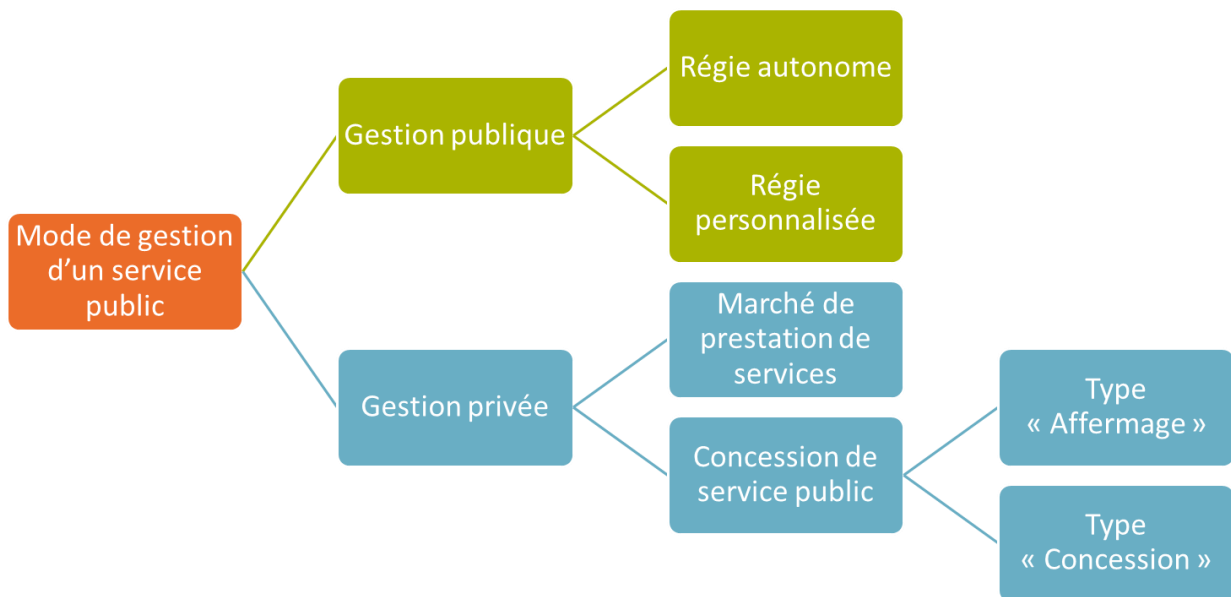 Mode de gestion
d’un service
public
Gestion publique
Régie autonome
Régie
personnalisée
Gestion privée
Marché de
prestation de
services
Concession de
service public
Type
« Affermage »
Type
« Concession »